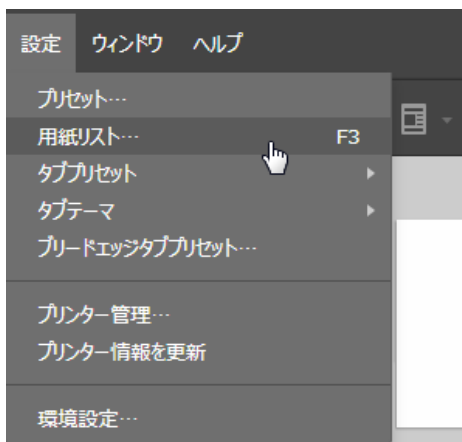 設定 ウィンドウ ヘルプ
プリセット…
用紙リスト… F3
タブプリセット
タブテーマ
ブリードエッジタブプリセット…
プリンター管理…
プリンター情報を更新
環境設定…